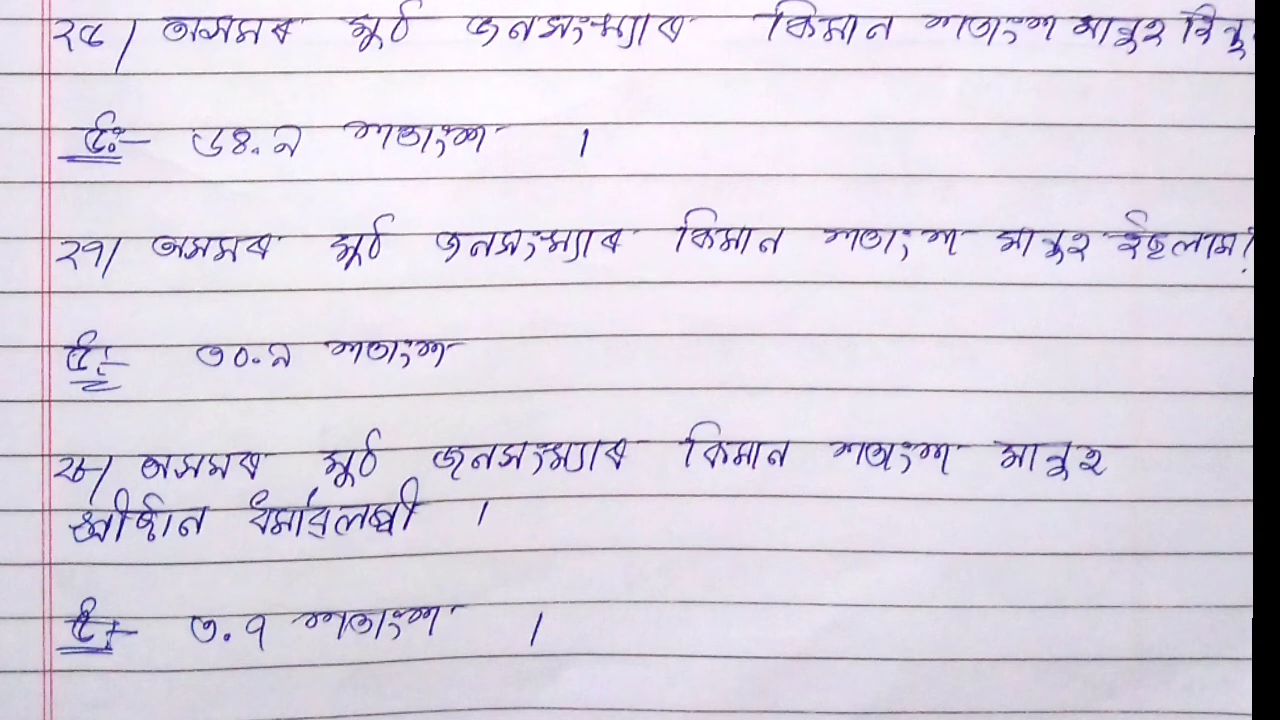 ২৬/ অসমৰ মুঠ জনসংখ্যাৰ কিমান শতাংশ মানুহ
উঃ— ৬৪.৯ শতাংশ ।
২৭/ অসমৰ মুঠ জনসংখ্যাৰ কিমান শতাংশ মানুহ ইছলাম?
উঃ— ৩০.৯ শতাংশ
২৮/ অসমৰ মুঠ জনসংখ্যাৰ কিমান শতাংশ মানুহ
খ্ৰীষ্টান ধৰ্মাৱলম্বী ।
উঃ— ৩.৭ শতাংশ ।